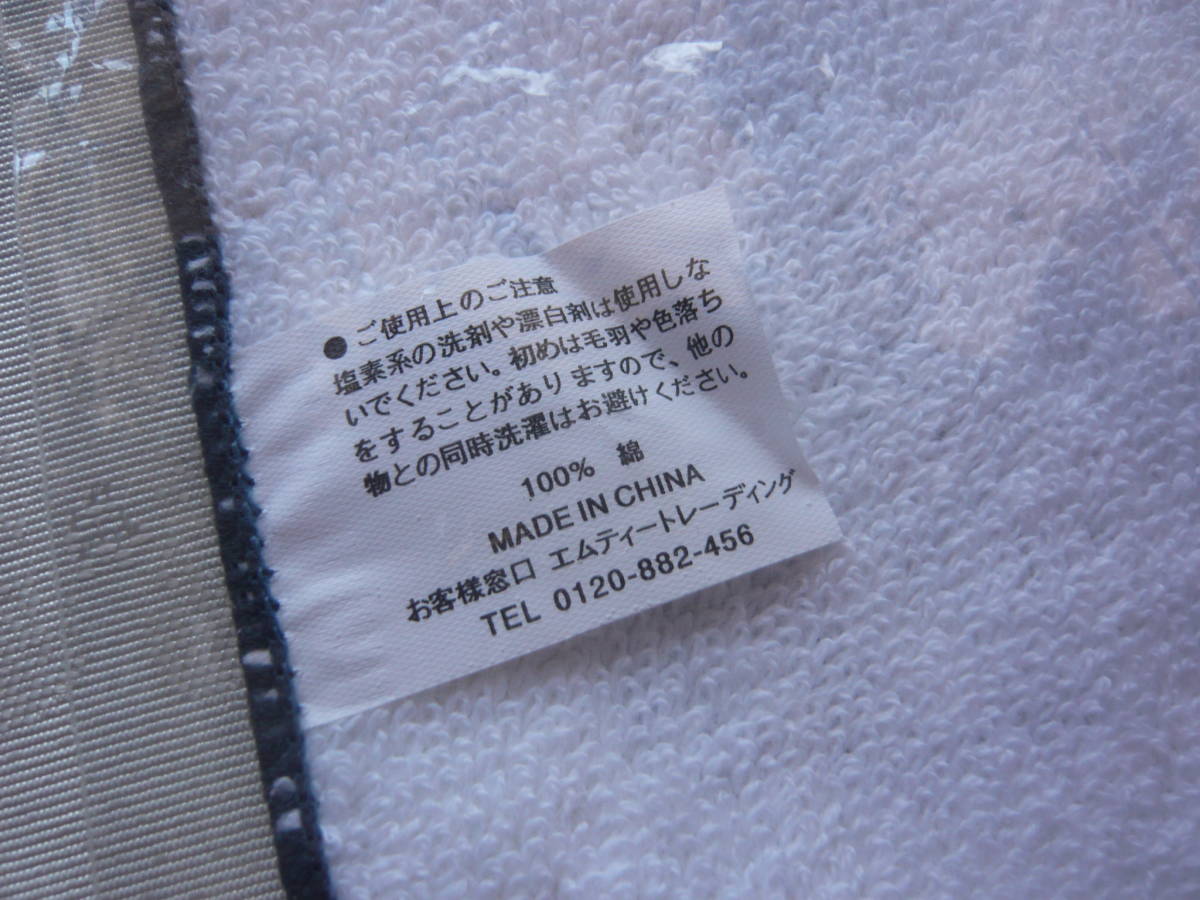 ●ご使用上のご注意
塩素系の洗剤や漂白剤は使用しな
いでください。初めは毛羽や色落ち
をすることがありますので、他の
物との同時洗濯はお避けください。
100% 綿
MADE IN CHINA
お客様窓口 エムティートレーディング
TEL 0120-882-456